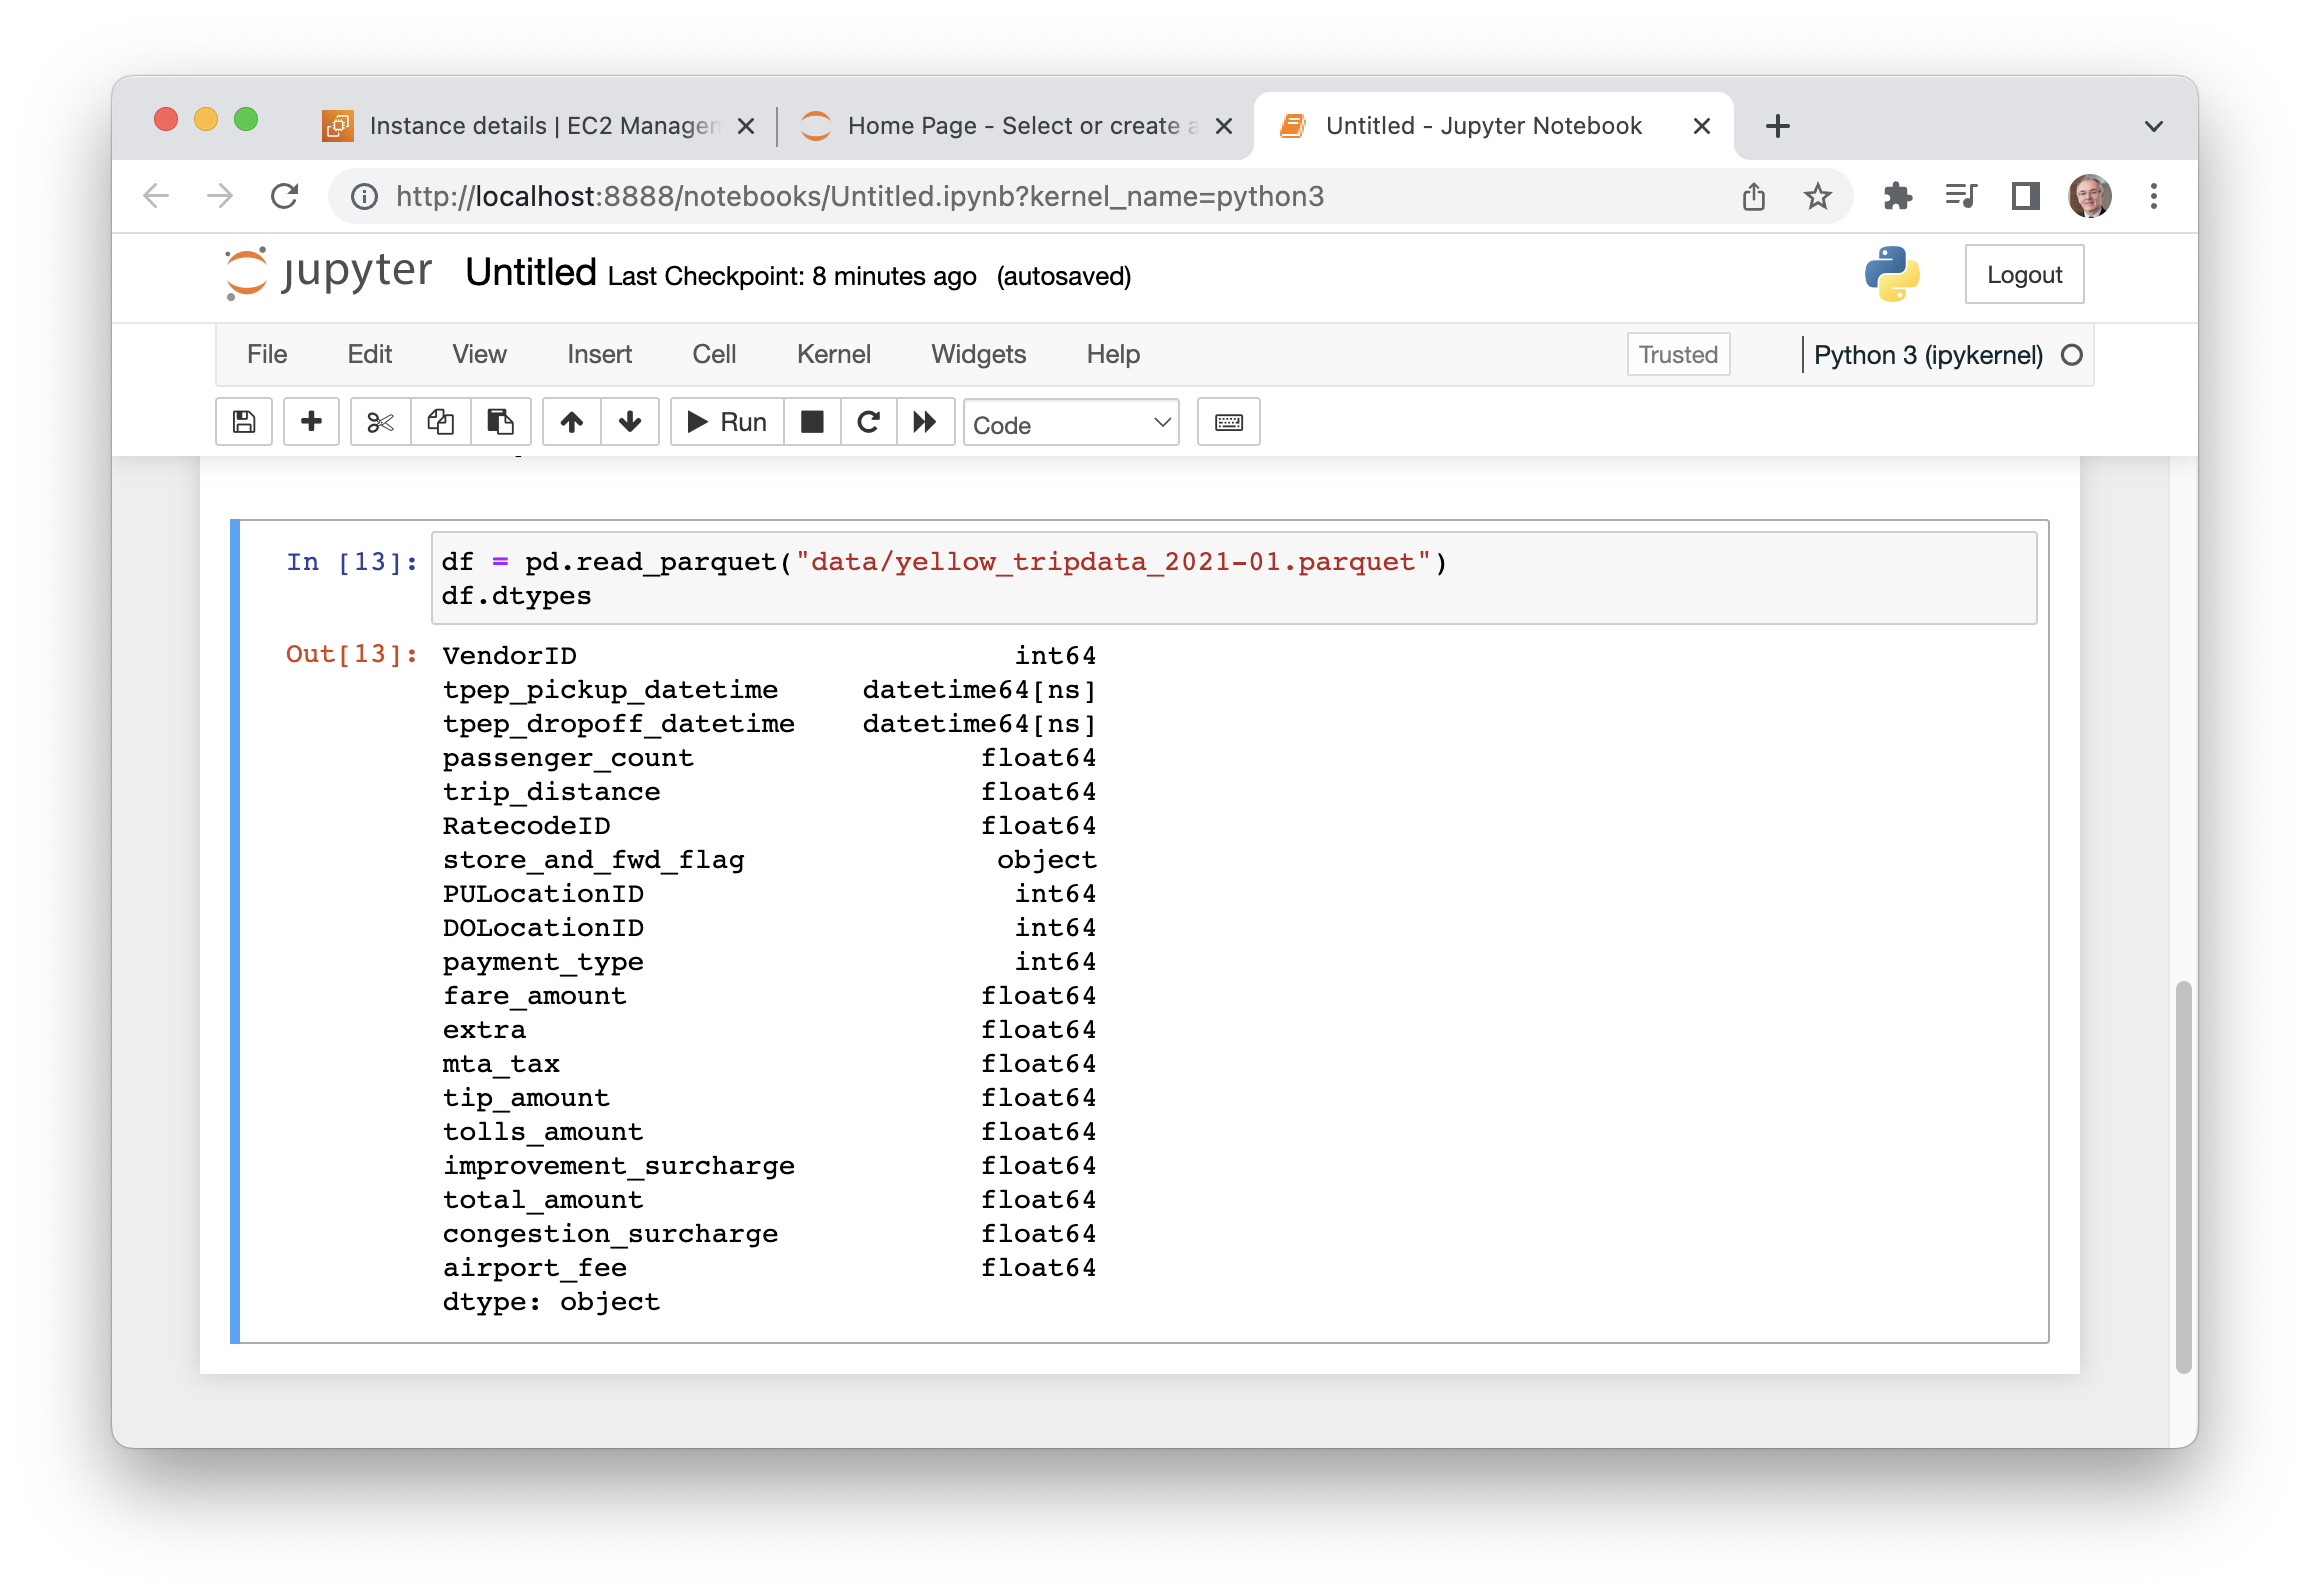 Instance details | EC2 Managen
Home Page - Select or create a
Untitled - Jupyter Notebook
http://localhost:8888/notebooks/Untitled.ipynb?kernel_name=python3
jupyter Untitled Last Checkpoint: 8 minutes ago (autosaved)
Logout
File Edit View Insert Cell Kernel Widgets Help Trusted Python 3 (ipykernel)
Run Code
In [13]: df = pd.read_parquet("data/yellow_tripdata_2021-01.parquet")
df.dtypes
Out[13]: VendorID int64
tpep_pickup_datetime datetime64[ns]
tpep_dropoff_datetime datetime64[ns]
passenger_count float64
trip_distance float64
RatecodeID float64
store_and_fwd_flag object
PULocationID int64
DOLocationID int64
payment_type int64
fare_amount float64
extra float64
mta_tax float64
tip_amount float64
tolls_amount float64
improvement_surcharge float64
total_amount float64
congestion_surcharge float64
airport_fee float64
dtype: object